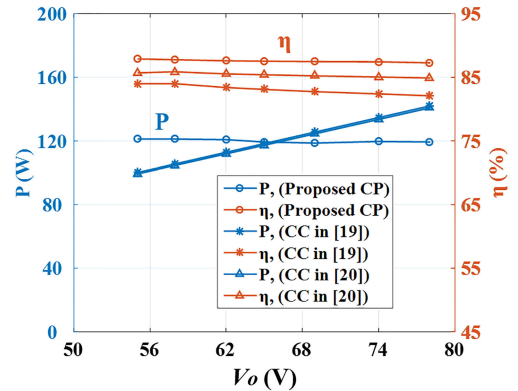 200
160
120
80
40
0
P (W)
95
85
75
65
55
45
η (%)
η
P
P, (Proposed CP)
η, (Proposed CP)
P, (CC in [19])
η, (CC in [19])
P, (CC in [20])
η, (CC in [20])
50 56 62 68 74 80
Vo (V)